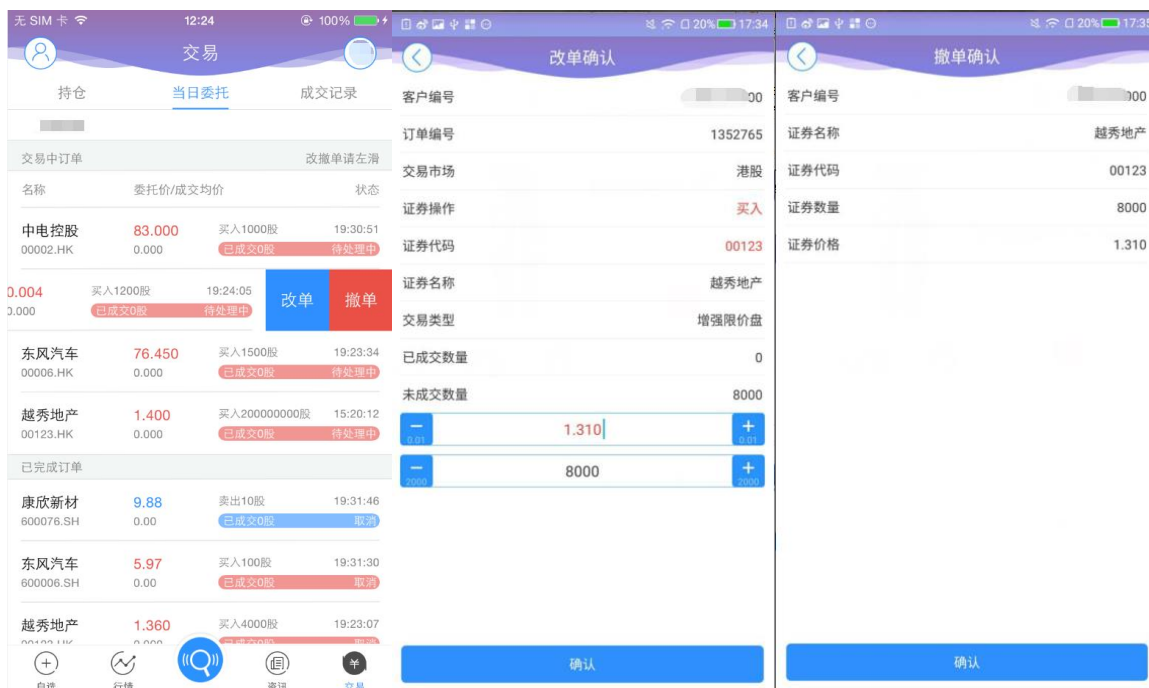 无 SIM 卡
12:24
100%
交易
持仓
当日委托
成交记录
交易中订单
改撤单请左滑
名称
委托价/成交均价
状态
中电控股
83.000
买入1000股
19:30:51
00002.HK
0.000
已成交0股
待处理中
0.004
买入1200股
19:24:05
0.000
已成交0股
待处理中
改单
撤单
东风汽车
76.450
买入1500股
19:23:34
00006.HK
0.000
已成交0股
待处理中
越秀地产
1.400
买入200000000股
15:20:12
00123.HK
0.000
已成交0股
待处理中
已完成订单
康欣新材
9.88
卖出10股
19:31:46
600076.SH
0.00
已成交0股
取消
东风汽车
5.97
买入100股
19:31:30
600006.SH
0.00
已成交0股
取消
越秀地产
1.360
买入4000股
19:23:07
00123.HK
0.000
已成交0股
取消
自选
行情
资讯
交易
20%
17:34
改单确认
客户编号
00
订单编号
1352765
交易市场
港股
证券操作
买入
证券代码
00123
证券名称
越秀地产
交易类型
增强限价盘
已成交数量
0
未成交数量
8000
0.01
1.310
0.01
2000
8000
2000
确认
20%
17:35
撤单确认
客户编号
000
证券名称
越秀地产
证券代码
00123
证券数量
8000
证券价格
1.310
确认